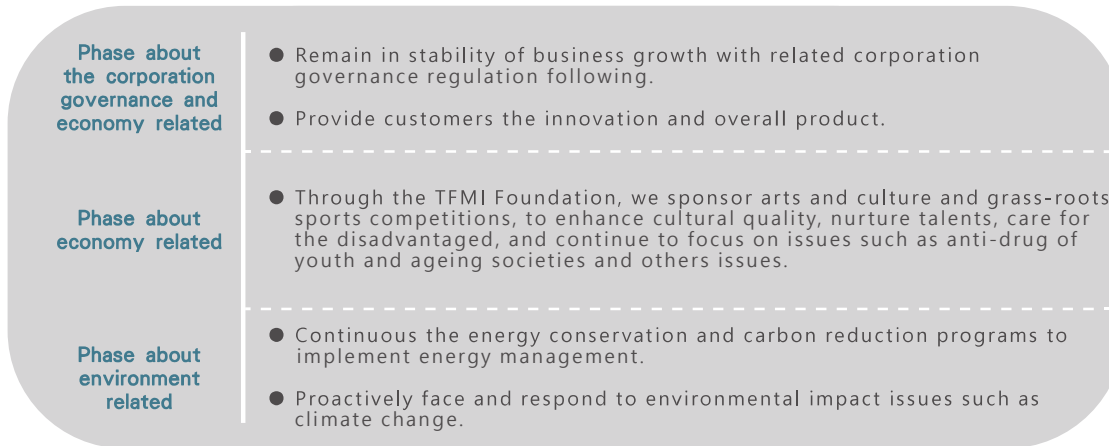 Phase about
the corporation
governance and
economy related
● Remain in stability of business growth with related corporation
governance regulation following.
● Provide customers the innovation and overall product.
Phase about
economy related
● Through the TFMI Foundation, we sponsor arts and culture and grass-roots
sports competitions, to enhance cultural quality, nurture talents, care for
the disadvantaged, and continue to focus on issues such as anti-drug of
youth and ageing societies and others issues.
Phase about
environment
related
● Continuous the energy conservation and carbon reduction programs to
implement energy management.
● Proactively face and respond to environmental impact issues such as
climate change.